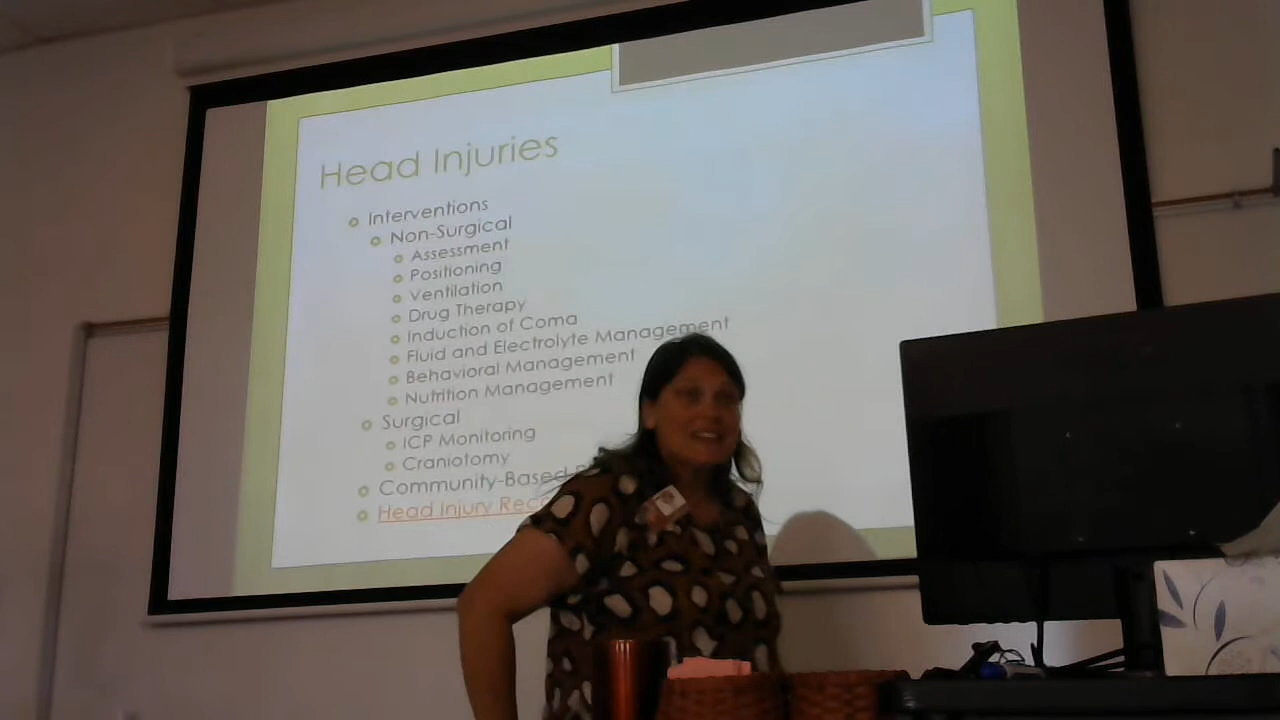 Head Injuries
Interventions
Non-Surgical
Assessment
Positioning
Ventilation
Drug Therapy
Induction of Coma
Fluid and Electrolyte Management
Behavioral Management
Nutrition Management
Surgical
ICP Monitoring
Craniotomy
Community-Based
Head Injury